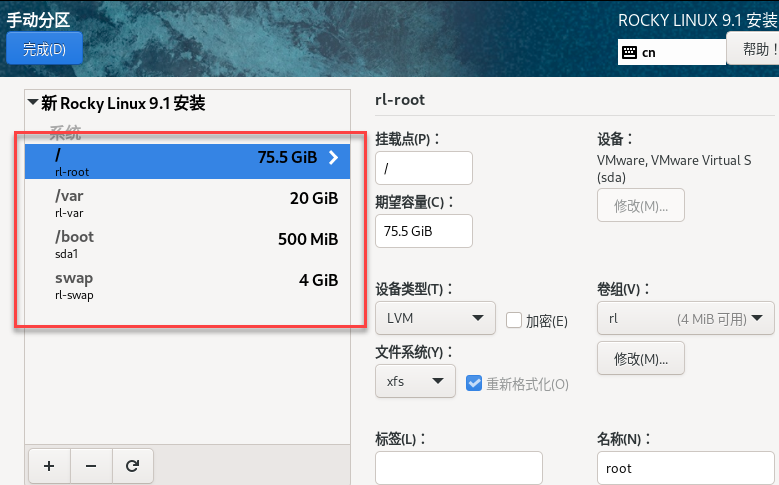 手动分区
ROCKY LINUX 9.1 安装
完成(D)
cn
帮助！
新 Rocky Linux 9.1 安装
系统
/
75.5 GiB
rl-root
/var
20 GiB
rl-var
/boot
500 MiB
sda1
swap
4 GiB
rl-swap
rl-root
挂载点(P)：
/
期望容量(C)：
75.5 GiB
设备：
VMware, VMware Virtual S
(sda)
修改(M)...
设备类型(T)：
LVM
加密(E)
卷组(V)：
rl
(4 MiB 可用)
修改(M)...
文件系统(Y)：
xfs
重新格式化(O)
标签(L)：
名称(N)：
root